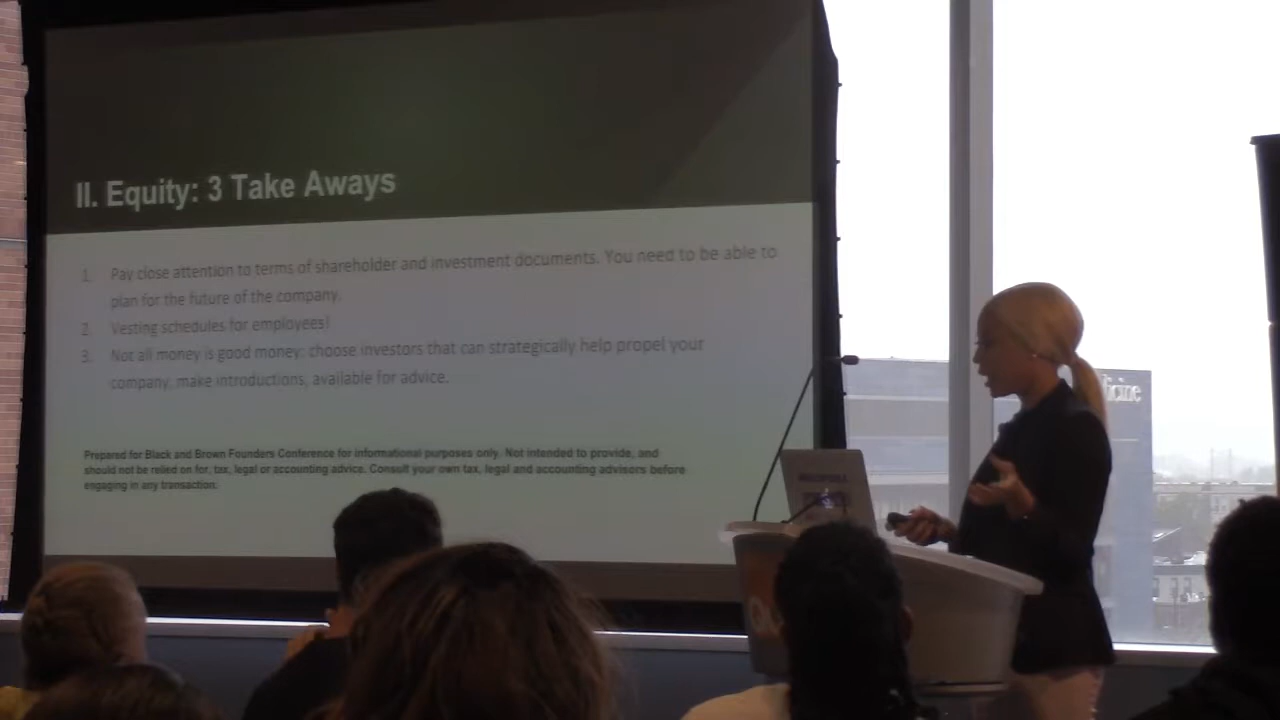 II. Equity: 3 Take Aways
1. Pay close attention to terms of shareholder and investment documents. You need to be able to
plan for the future of the company.
2. Vesting schedules for employees!
3. Not all money is good money: choose investors that can strategically help propel your
company, make introductions, available for advice.
Prepared for Black and Brown Founders Conference for informational purposes only. Not intended to provide, and
should not be relied on for, tax, legal or accounting advice. Consult your own tax, legal and accounting advisors before
engaging in any transaction.